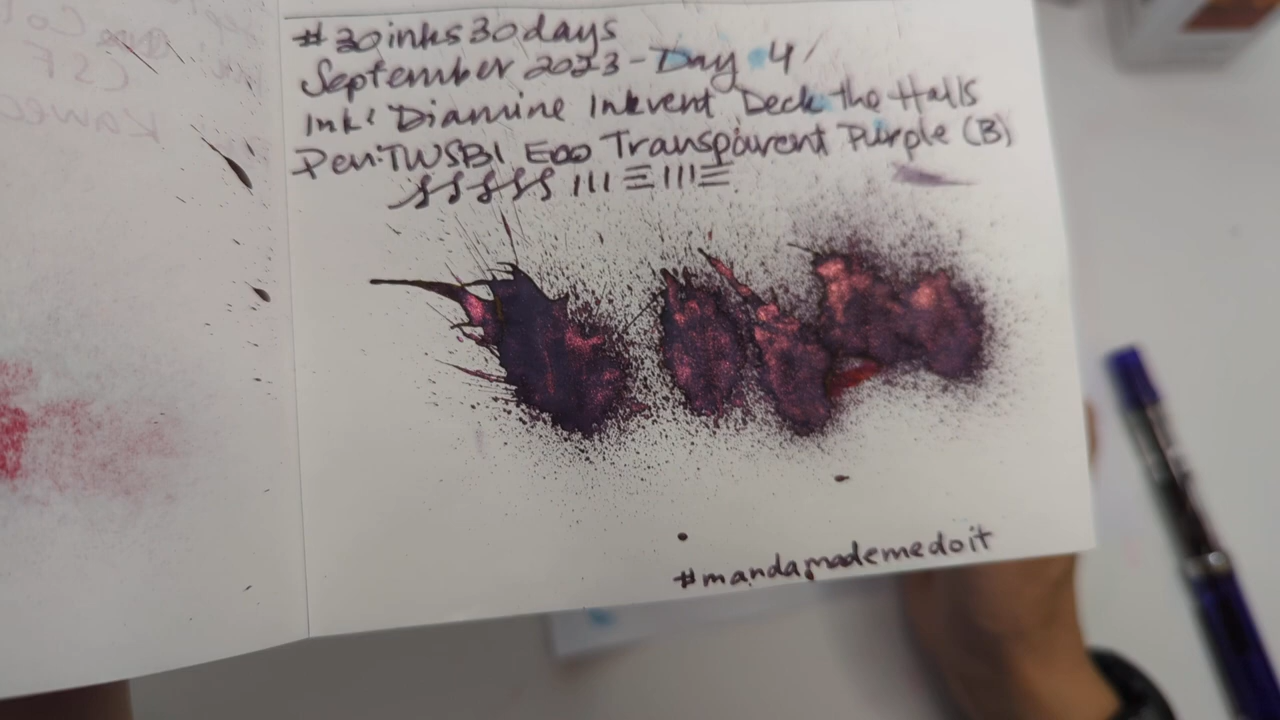 #30inks30days
September 2023 - Day 4
Ink: Diamine Inkvent Deck the Halls
Pen: TWSBI Eco Transparent Purple (B)
#mandamademedoit